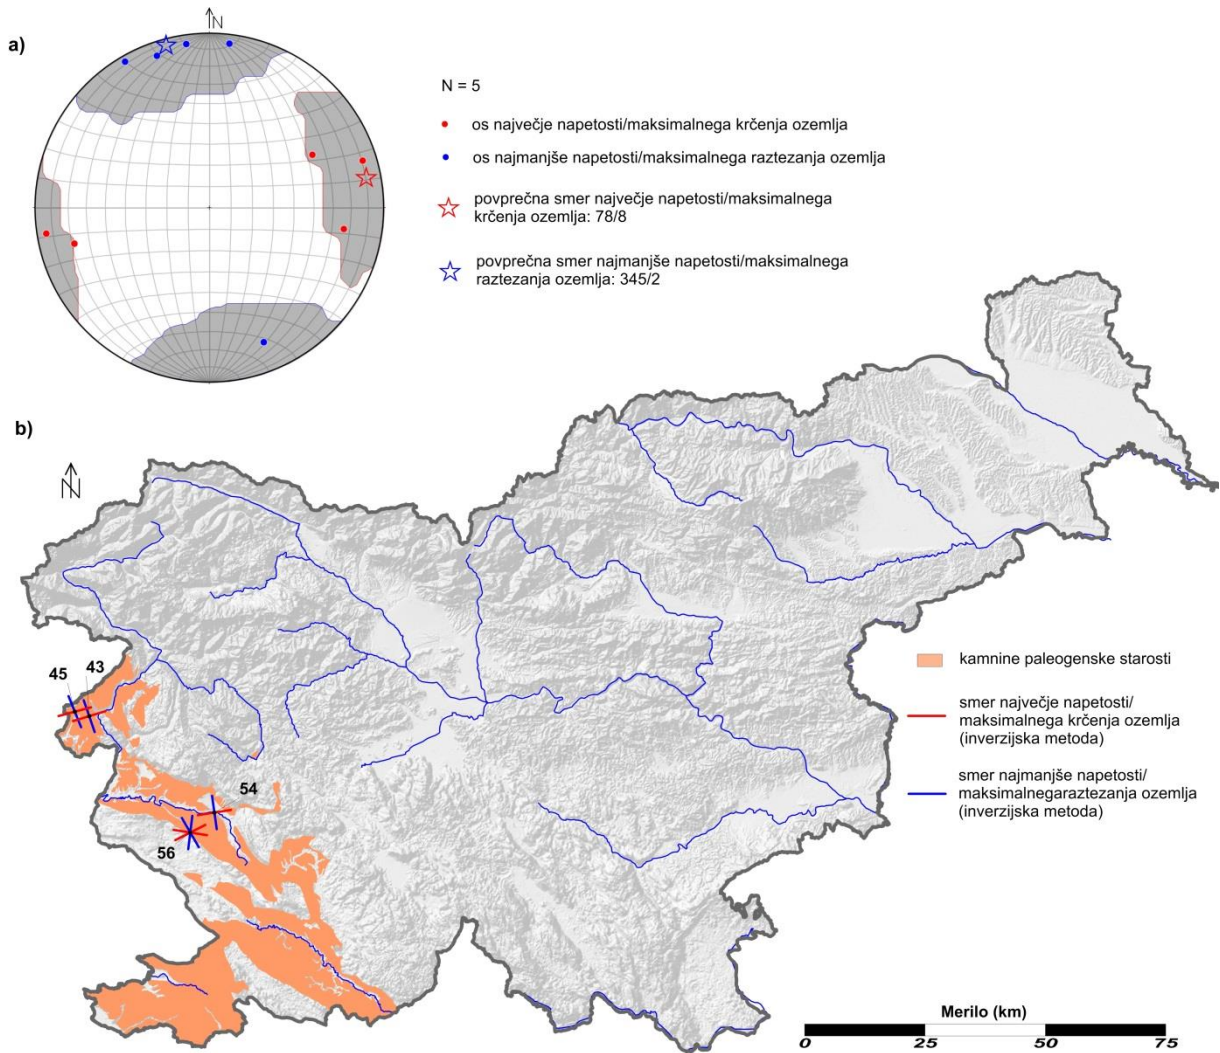 a)
N
N = 5
os največje napetosti/maksimalnega krčenja ozemlja
os najmanjše napetosti/maksimalnega raztezanja ozemlja
povprečna smer največje napetosti/maksimalnega
krčenja ozemlja: 78/8
povprečna smer najmanjše napetosti/maksimalnega
raztezanja ozemlja: 345/2
b)
N
45
43
54
56
kamnine paleogenske starosti
smer največje napetosti/
maksimalnega krčenja ozemlja
(inverzijska metoda)
smer najmanjše napetosti/
maksimalnegaraztezanja ozemlja
(inverzijska metoda)
Merilo (km)
0
25
50
75